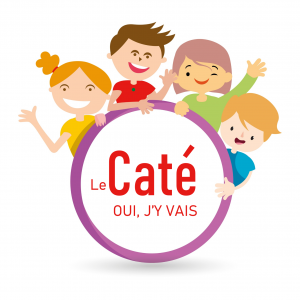 Le Caté
OUI, J'Y VAIS